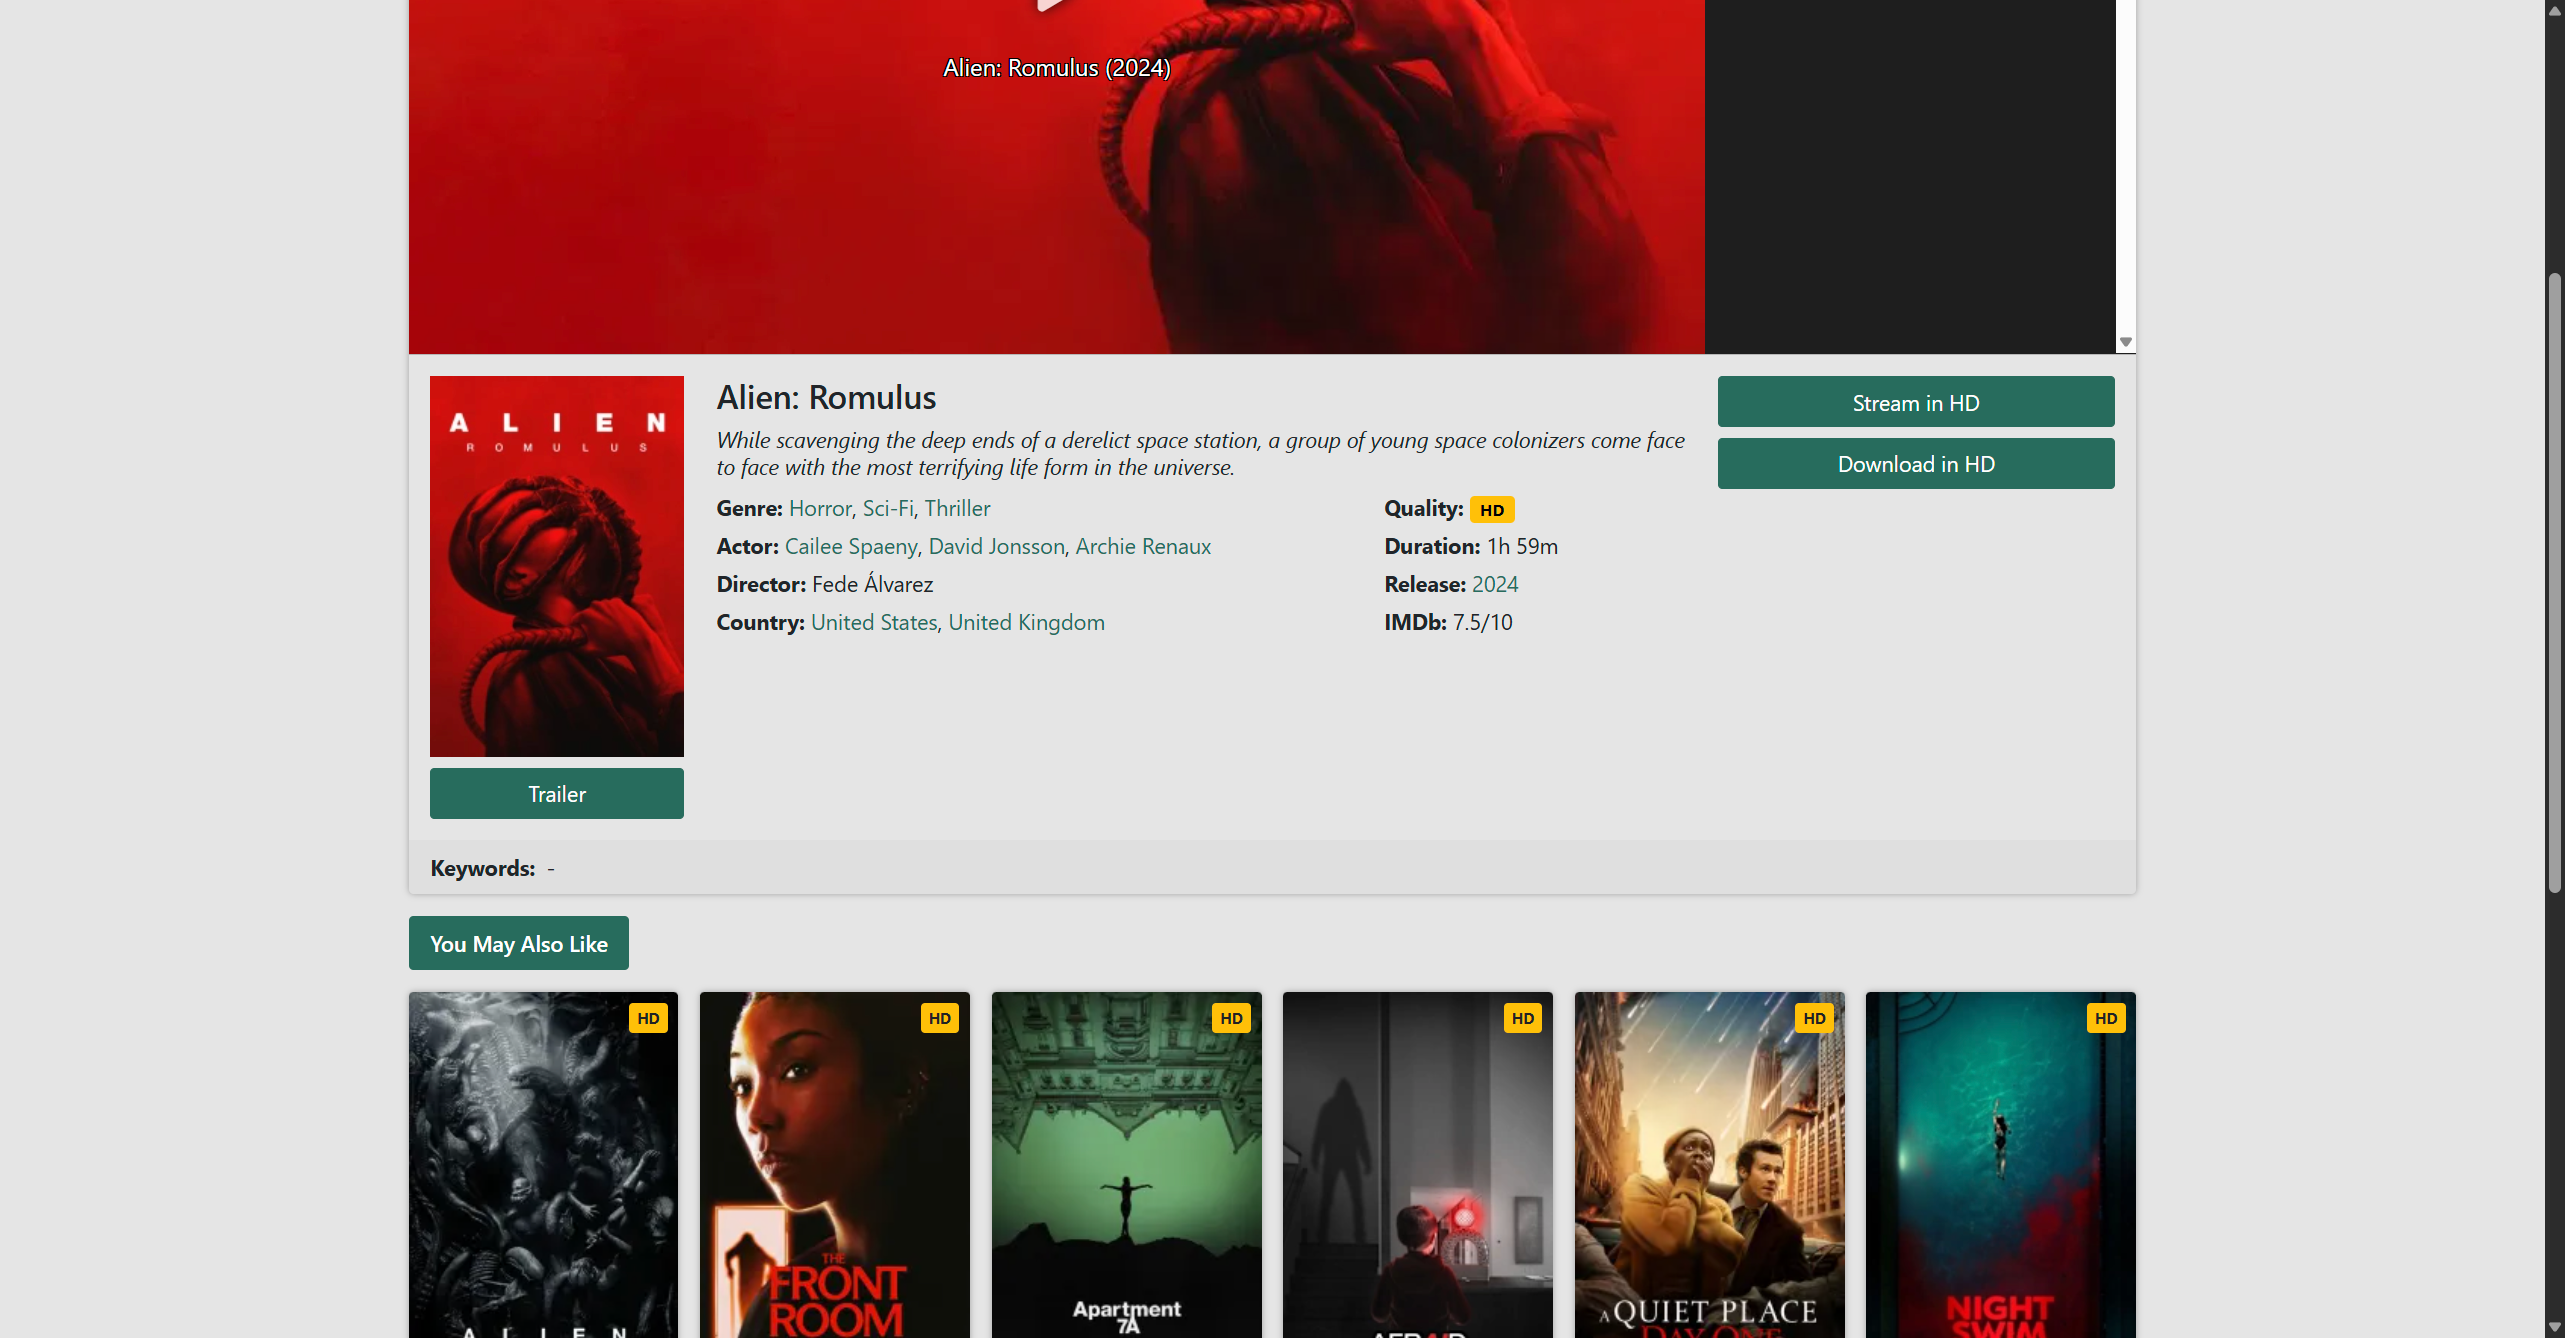 Alien: Romulus (2024)
A L I E N
R O M U L U S
Trailer
Alien: Romulus
While scavenging the deep ends of a derelict space station, a group of young space colonizers come face
to face with the most terrifying life form in the universe.
Genre: Horror, Sci-Fi, Thriller
Actor: Cailee Spaeny, David Jonsson, Archie Renaux
Director: Fede Álvarez
Country: United States, United Kingdom
Quality: HD
Duration: 1h 59m
Release: 2024
IMDb: 7.5/10
Stream in HD
Download in HD
Keywords: -
You May Also Like
HD
A L I E N
HD
THE
FRONT
ROOM
HD
Apartment
7A
HD
HD
A QUIET PLACE
DAY ONE
HD
NIGHT
SWIM